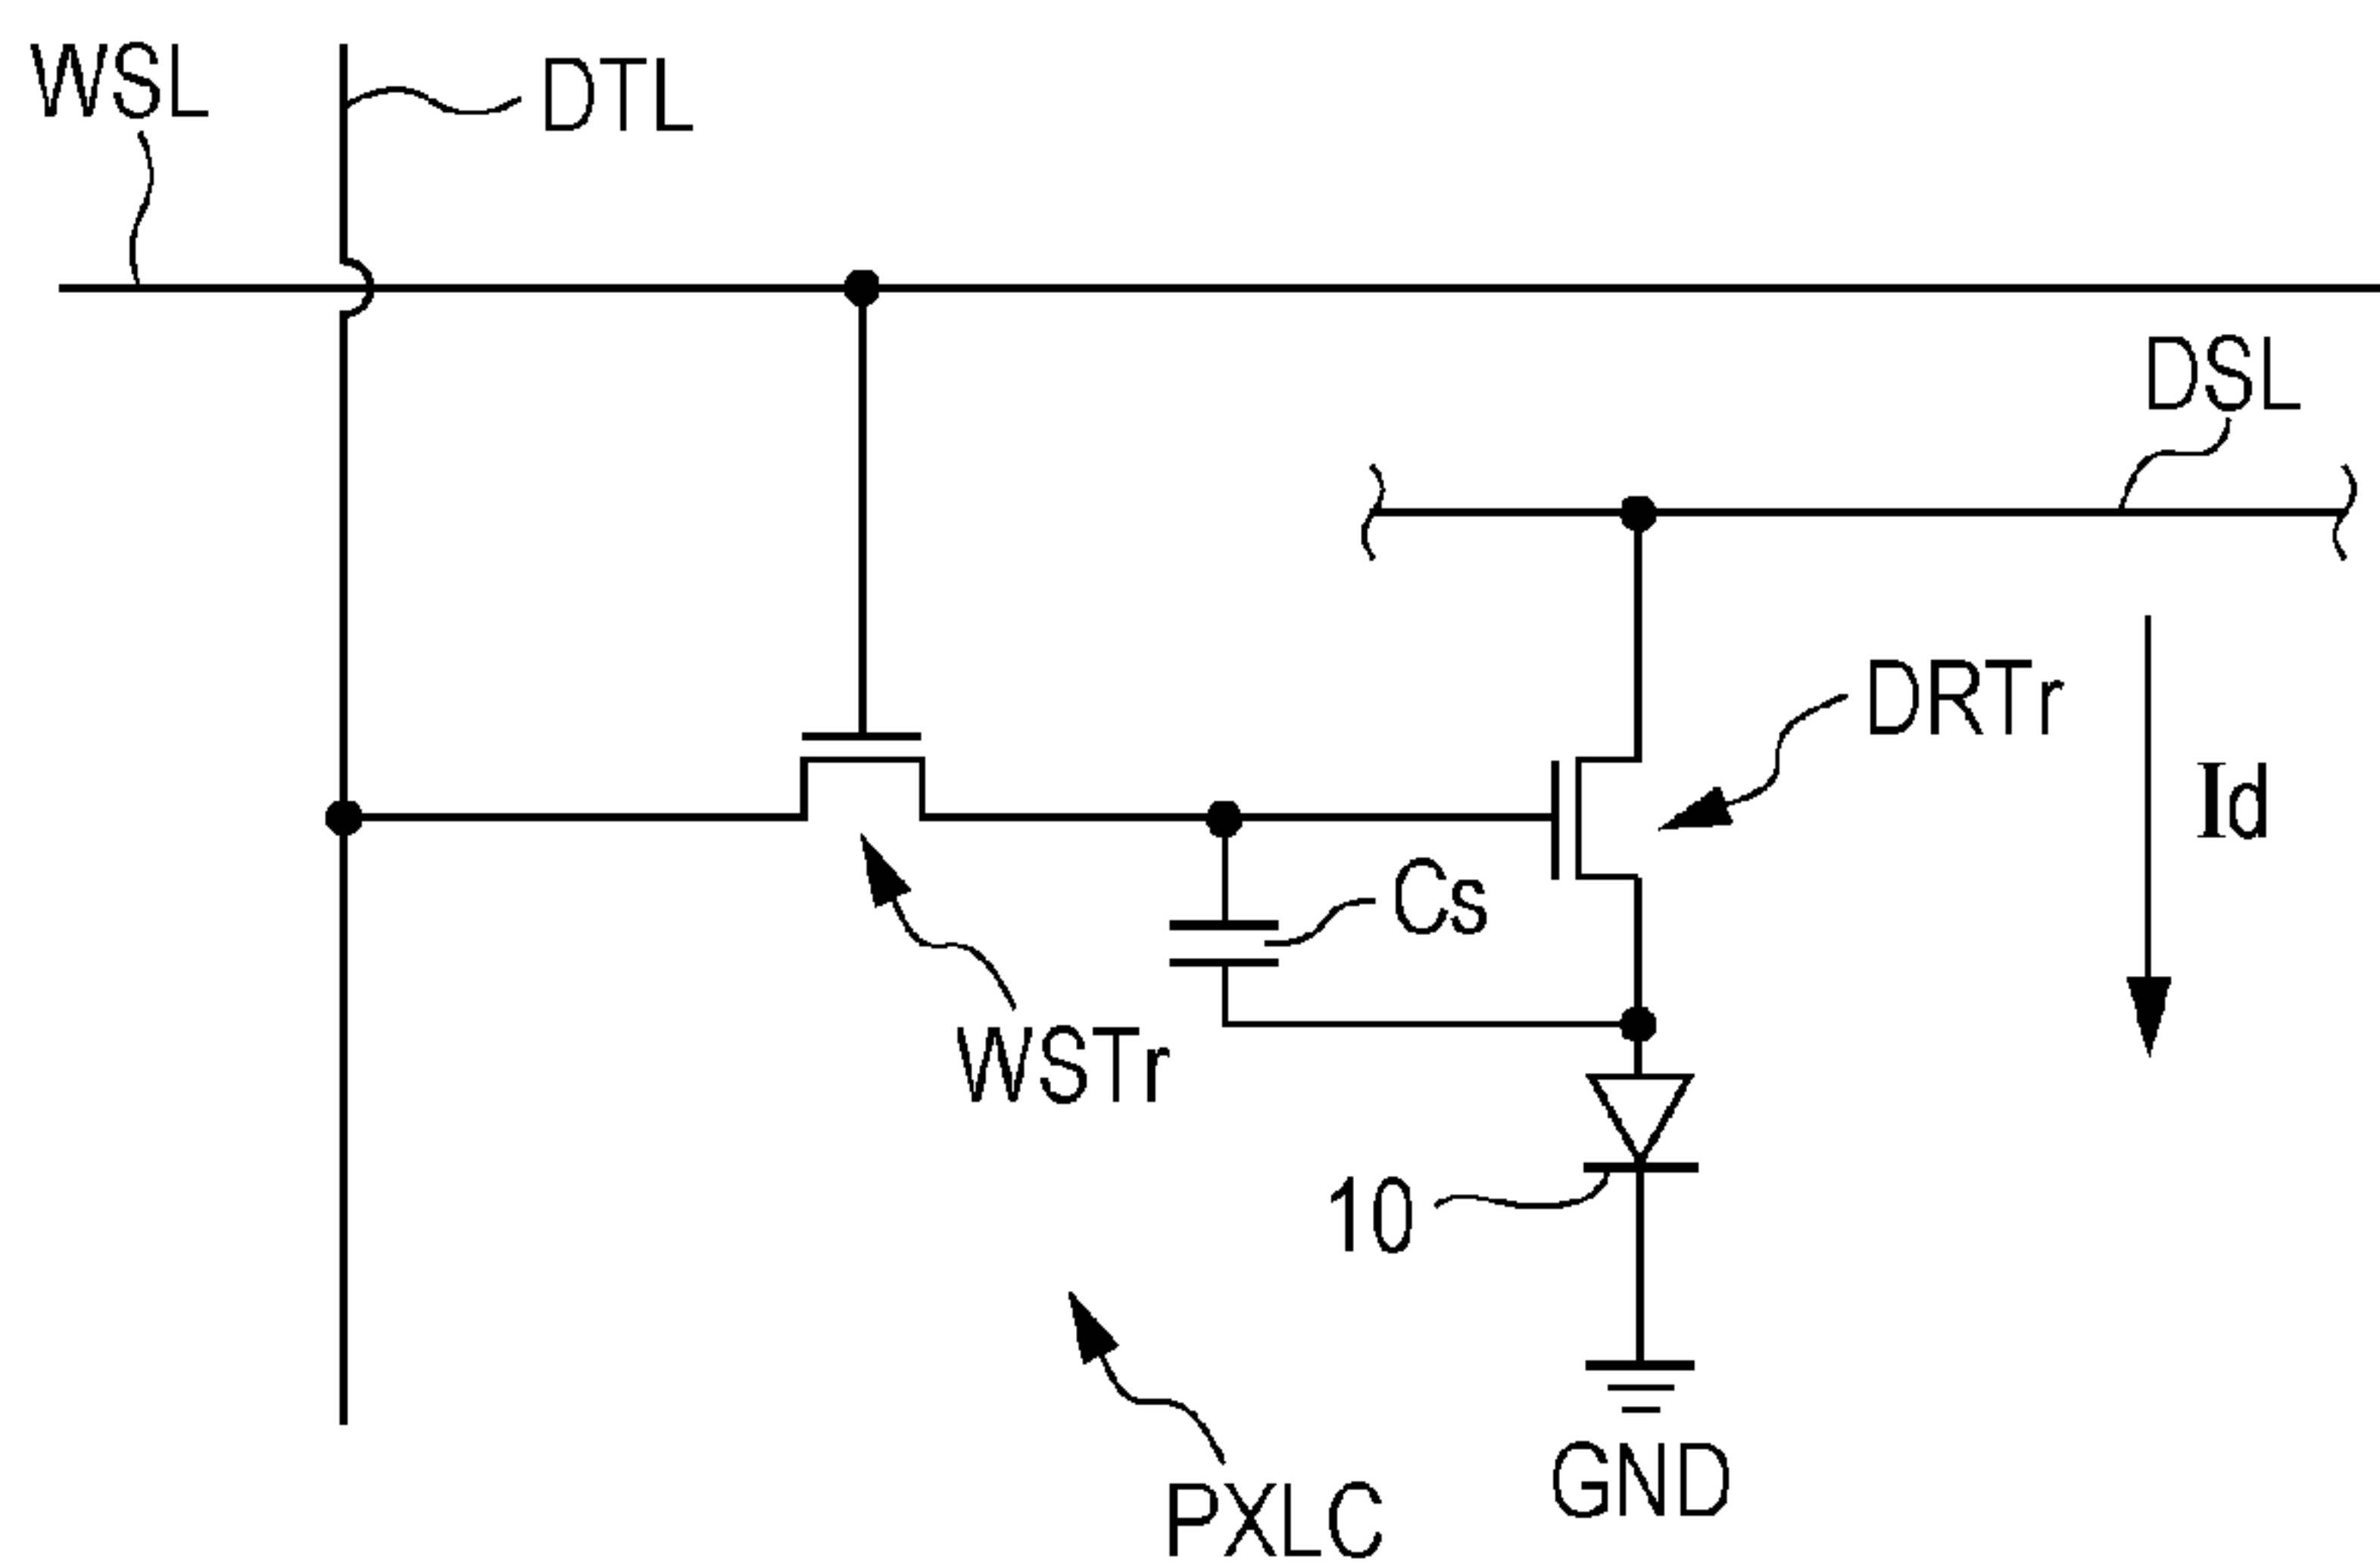 WSL
DTL
DSL
DRTr
Id
Cs
WSTr
10
PXLC
GND